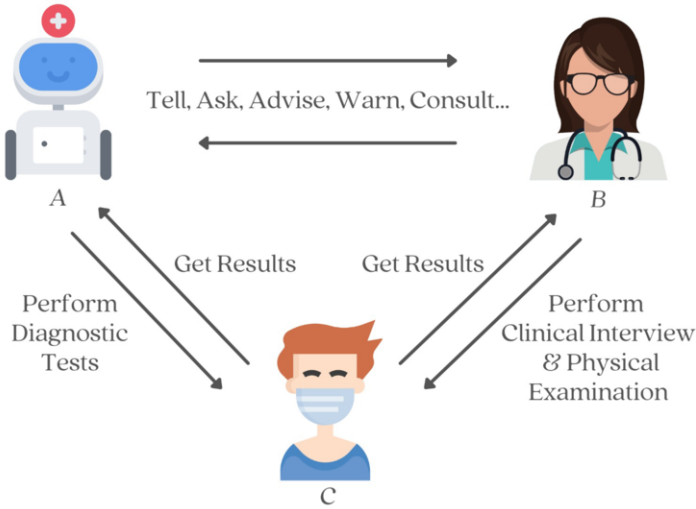 Tell, Ask, Advise, Warn, Consult...
A
B
Get Results
Get Results
Perform
Diagnostic
Tests
Perform
Clinical Interview
& Physical
Examination
C